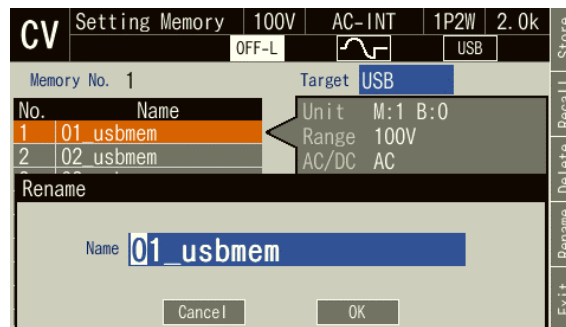 CV Setting Memory 100V AC-INT 1P2W 2.0k
OFF-L USB
Memory No. 1 Target USB
No. Name
1 01_usbmem
2 02_usbmem
Unit M:1 B:0
Range 100V
AC/DC AC
Rename
Name 01_usbmem
Cancel OK
Store
Recall
Delete
Rename
Exit